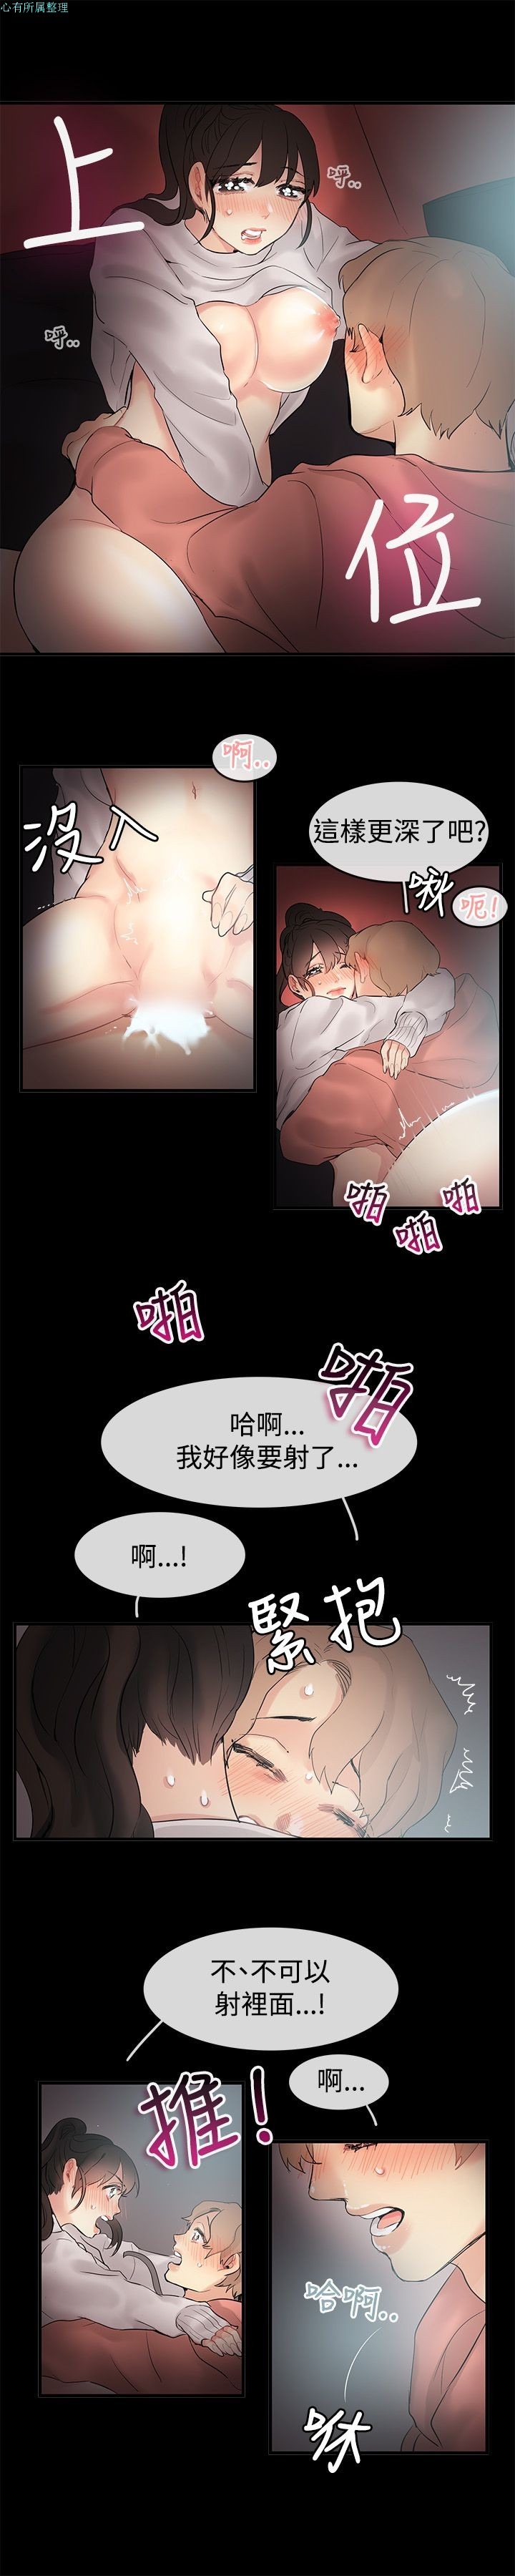 心有所属整理
上
呼..
呼..
位
啊..
沒入
這樣更深了吧?
啾
呃!
啪
啪
啪
啪
啪
哈啊...
我好像要射了...
啊...!
緊抱
不、不可以
射裡面...!
推!
啊...
哈啊..
咻